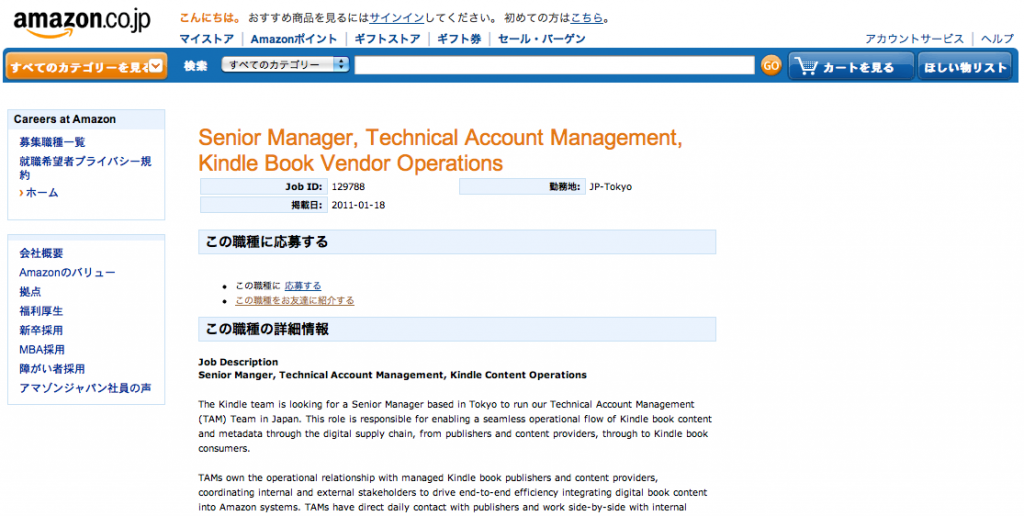 amazon.co.jp
こんにちは。 おすすめ商品を見るにはサインインしてください。 初めての方はこちら。
マイストア Amazonポイント ギフトストア ギフト券 セール・バーゲン
アカウントサービス ヘルプ
すべてのカテゴリーを見る 検索 すべてのカテゴリー GO カートを見る ほしい物リスト
Careers at Amazon
募集職種一覧
就職希望者プライバシー規
約
› ホーム
会社概要
Amazonのバリュー
拠点
福利厚生
新卒採用
MBA採用
障がい者採用
アマゾンジャパン社員の声
Senior Manager, Technical Account Management,
Kindle Book Vendor Operations
Job ID: 129788 勤務地: JP-Tokyo
掲載日: 2011-01-18
この職種に応募する
• この職種に 応募する
• この職種をお友達に紹介する
この職種の詳細情報
Job Description
Senior Manger, Technical Account Management, Kindle Content Operations
The Kindle team is looking for a Senior Manager based in Tokyo to run our Technical Account Management
(TAM) Team in Japan. This role is responsible for enabling a seamless operational flow of Kindle book content
and metadata through the digital supply chain, from publishers and content providers, through to Kindle book
consumers.
TAMs own the operational relationship with managed Kindle book publishers and content providers,
coordinating internal and external stakeholders to drive end-to-end efficiency integrating digital book content
into Amazon systems. TAMs have direct daily contact with publishers and work side-by-side with internal